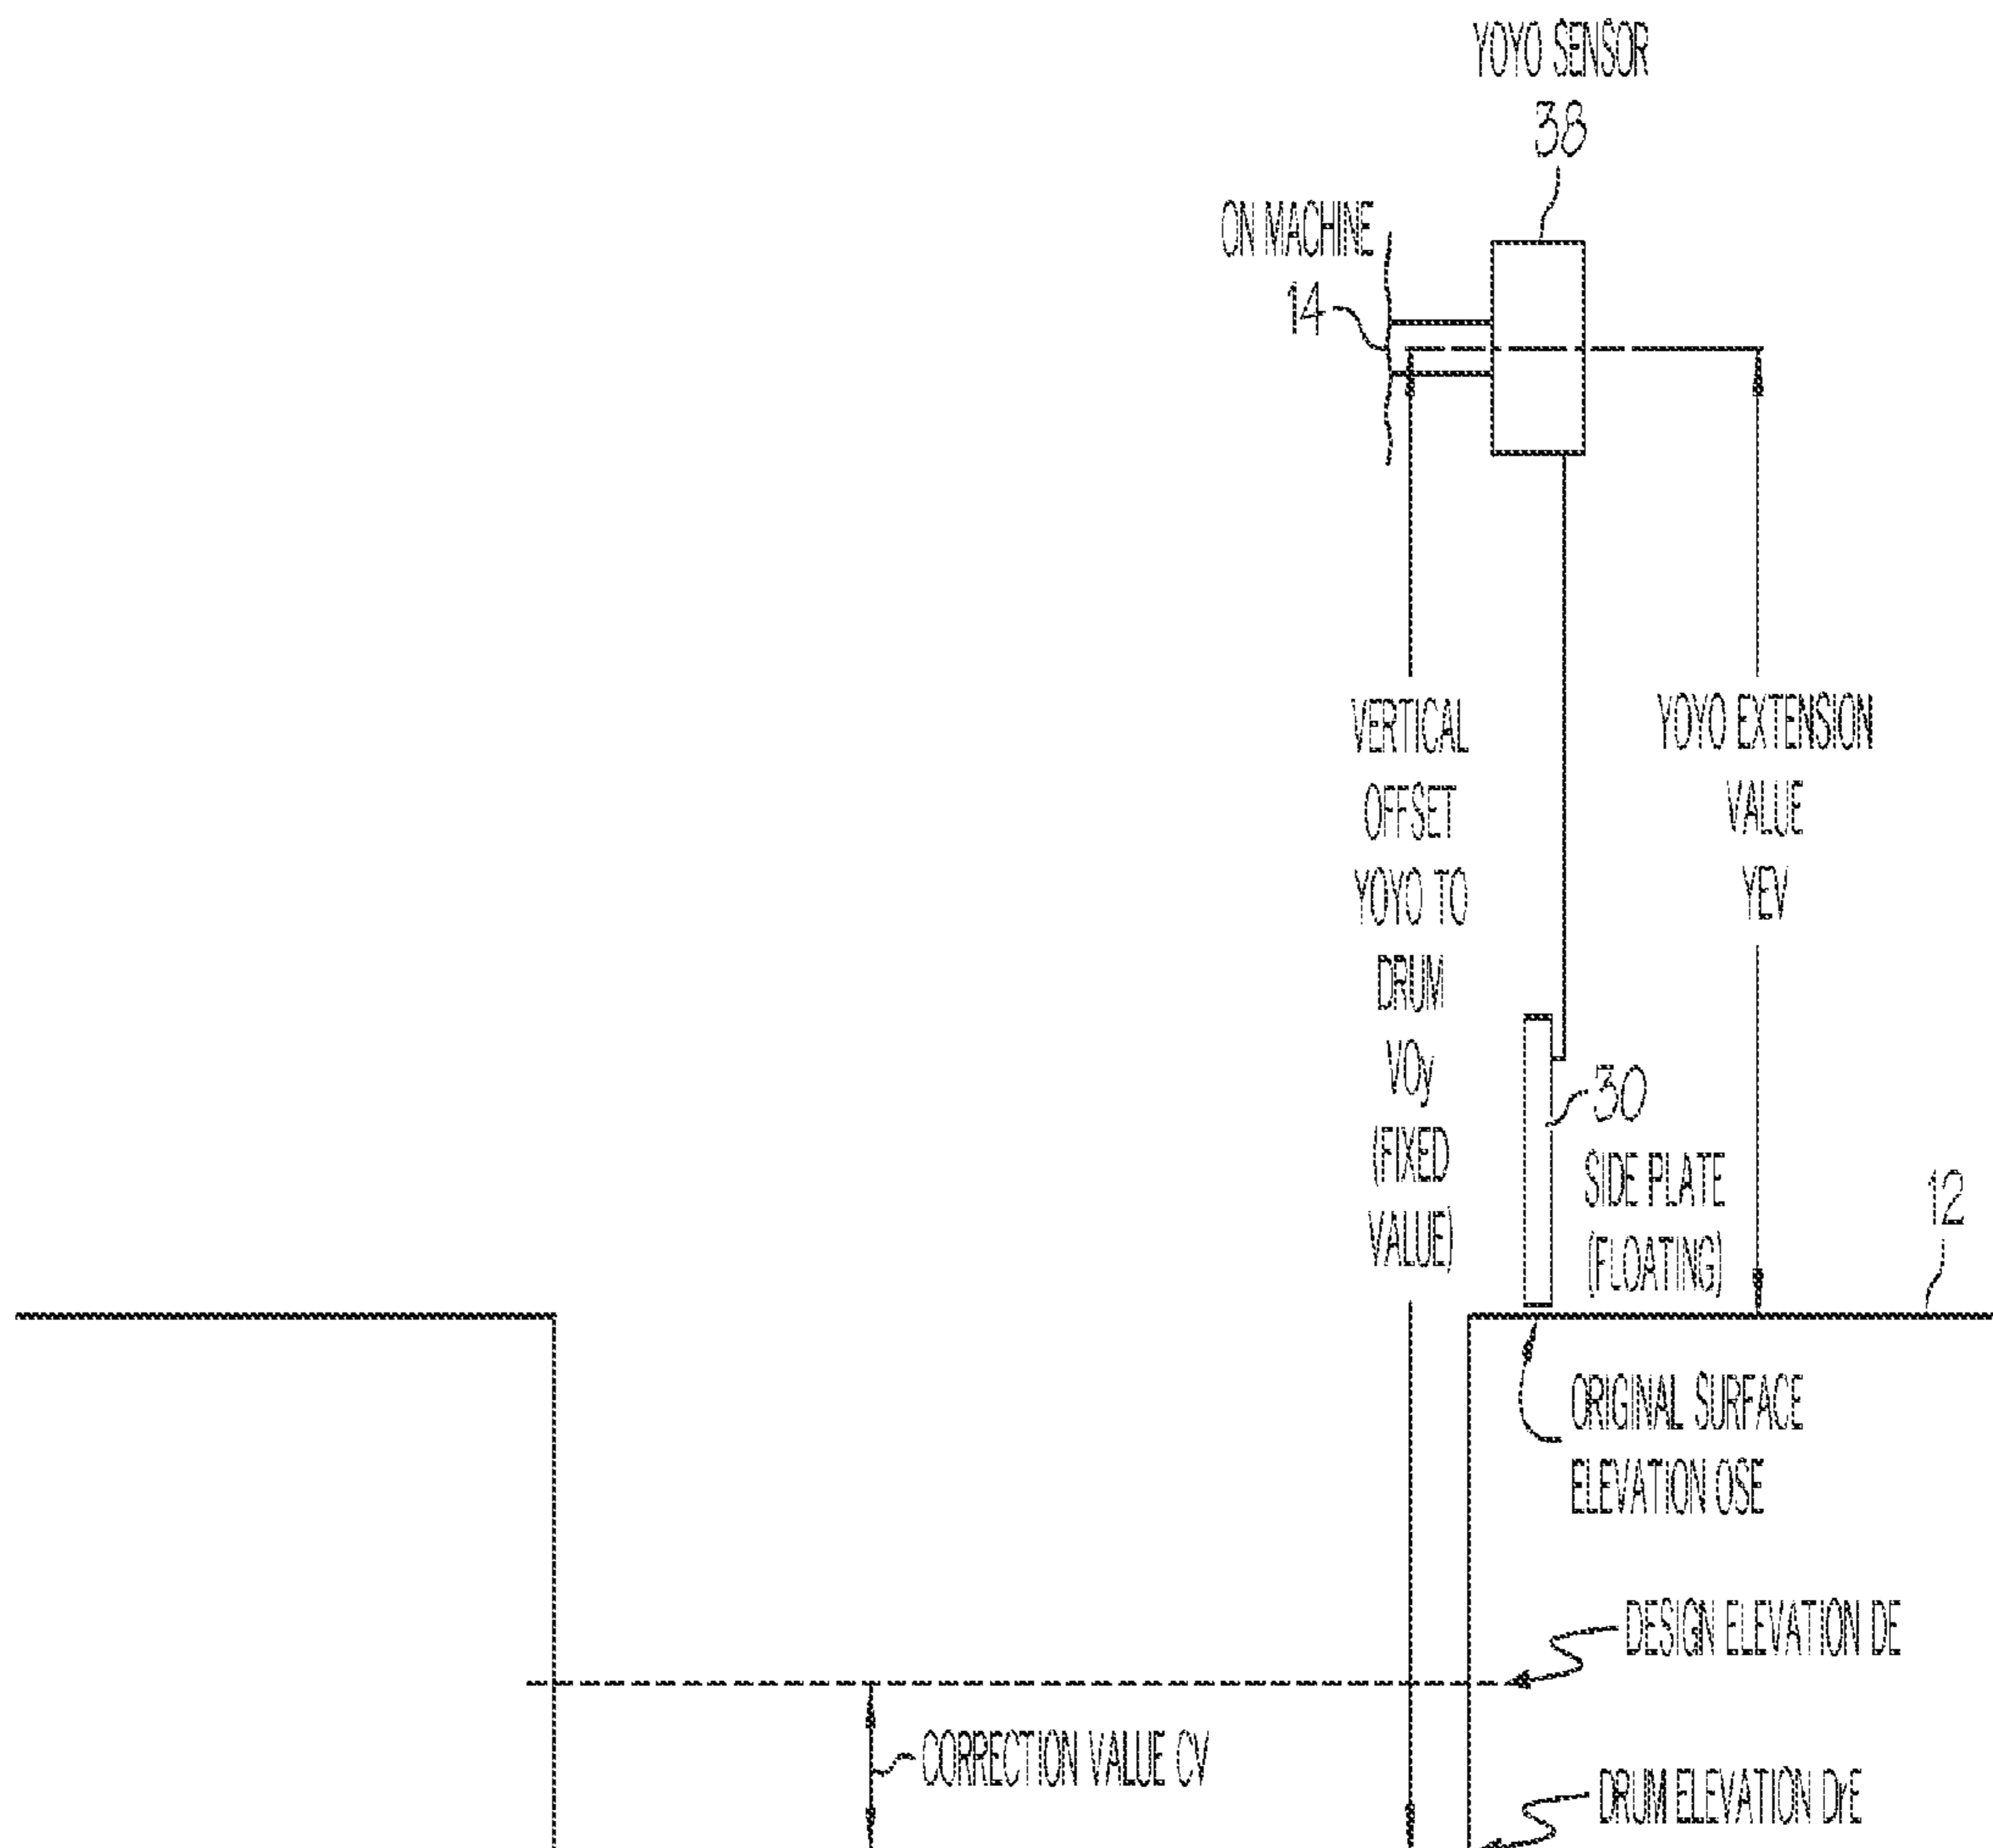 YOYO SENSOR
38
ON MACHINE
14
VERTICAL
OFFSET
YOYO TO
DRUM
VOy
(FIXED
VALUE)
YOYO EXTENSION
VALUE
YEV
30
SIDE PLATE
(FLOATING)
12
ORIGINAL SURFACE
ELEVATION OSE
DESIGN ELEVATION DE
CORRECTION VALUE CV
DRUM ELEVATION DrE